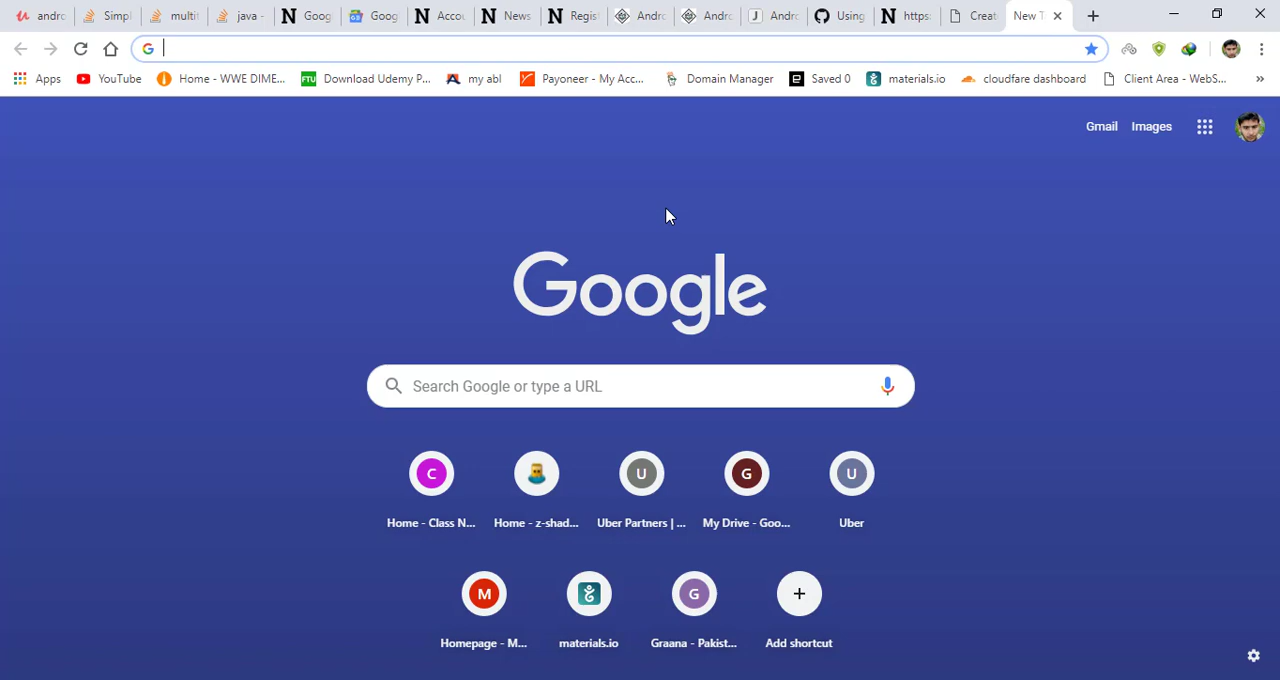 andro Simpl multi java - Goog Goog Accou News Regis Andro Andro Andro Using https: Creat New T
Apps YouTube Home - WWE DIME... FTU Download Udemy P... my abl Payoneer - My Acc... Domain Manager Saved 0 materials.io cloudfare dashboard Client Area - WebS... »
Gmail Images
Google
Search Google or type a URL
C U G U
Home - Class N... Home - z-shad... Uber Partners | ... My Drive - Goo... Uber
M G
Homepage - M... materials.io Graana - Pakist... Add shortcut